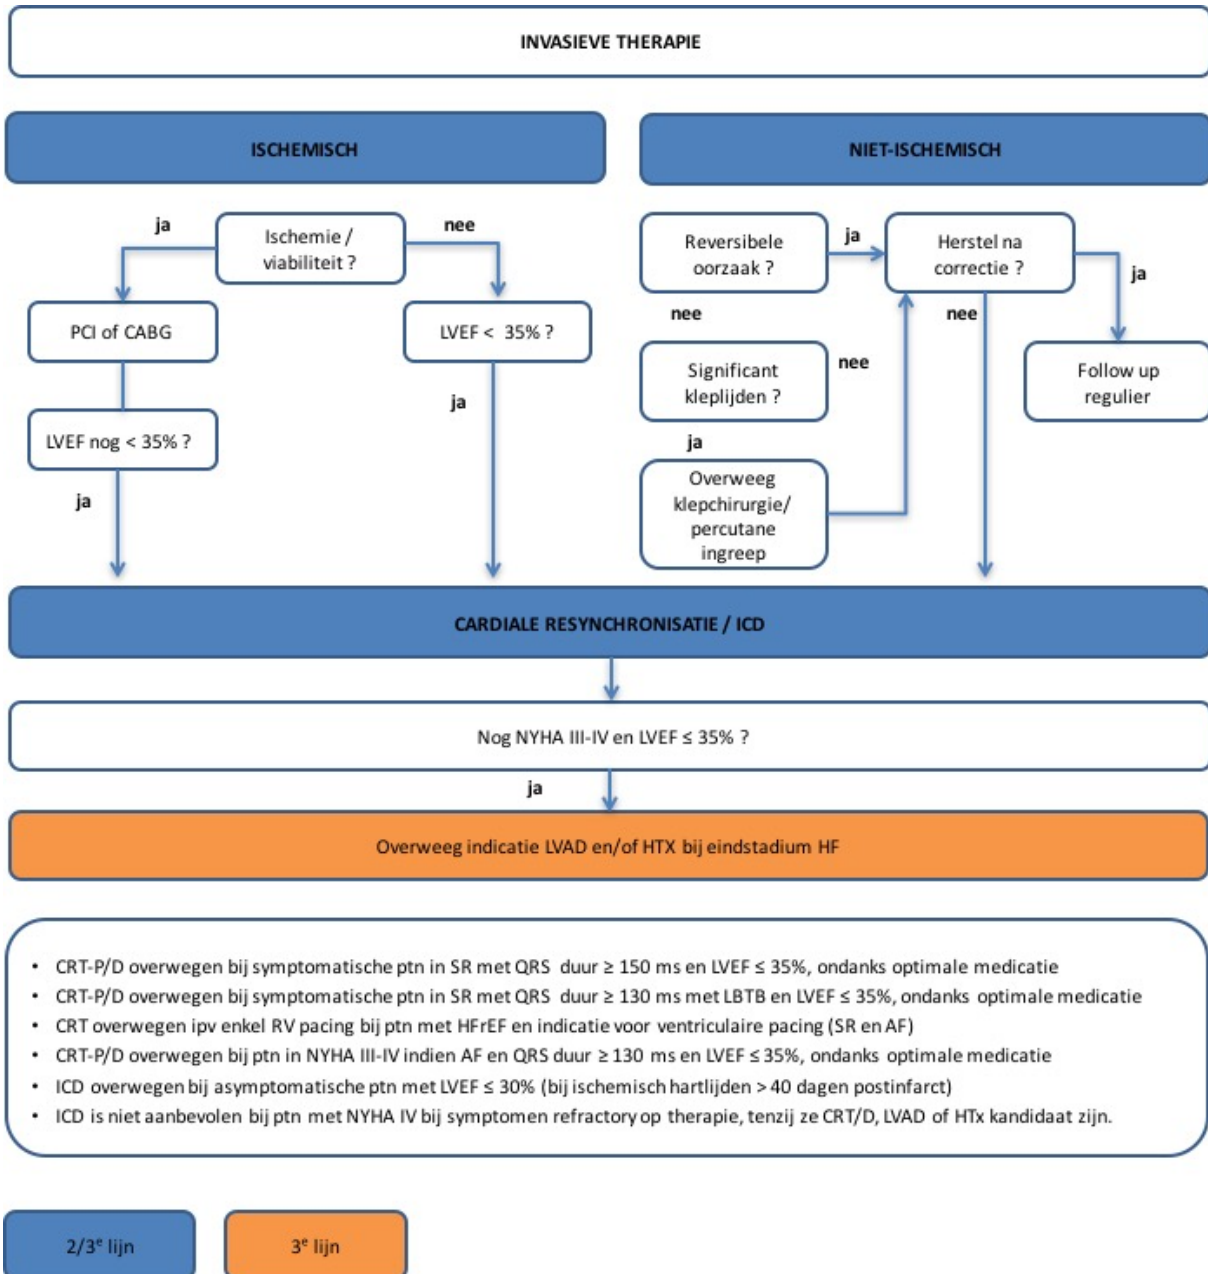 INVASIEVE THERAPIE
ISCHEMISCH
NIET-ISCHEMISCH
ja
Ischemie /
viabiliteit ?
nee
Reversibele
oorzaak ?
ja
Herstel na
correctie ?
ja
PCI of CABG
LVEF < 35% ?
nee
nee
Significant
kleplijden ?
nee
Follow up
regulier
ja
LVEF nog < 35% ?
ja
ja
Overweeg
klepchirurgie/
percutane
ingreep
CARDIALE RESYNCHRONISATIE / ICD
Nog NYHA III-IV en LVEF ≤ 35% ?
ja
Overweeg indicatie LVAD en/of HTX bij eindstadium HF
• CRT-P/D overwegen bij symptomatische ptn in SR met QRS duur ≥ 150 ms en LVEF ≤ 35%, ondanks optimale medicatie
• CRT-P/D overwegen bij symptomatische ptn in SR met QRS duur ≥ 130 ms met LBTB en LVEF ≤ 35%, ondanks optimale medicatie
• CRT overwegen ipv enkel RV pacing bij ptn met HFrEF en indicatie voor ventriculaire pacing (SR en AF)
• CRT-P/D overwegen bij ptn in NYHA III-IV indien AF en QRS duur ≥ 130 ms en LVEF ≤ 35%, ondanks optimale medicatie
• ICD overwegen bij asymptomatische ptn met LVEF ≤ 30% (bij ischemisch hartlijden > 40 dagen postinfarct)
• ICD is niet aanbevolen bij ptn met NYHA IV bij symptomen refractory op therapie, tenzij ze CRT/D, LVAD of HTx kandidaat zijn.
2/3e lijn
3e lijn